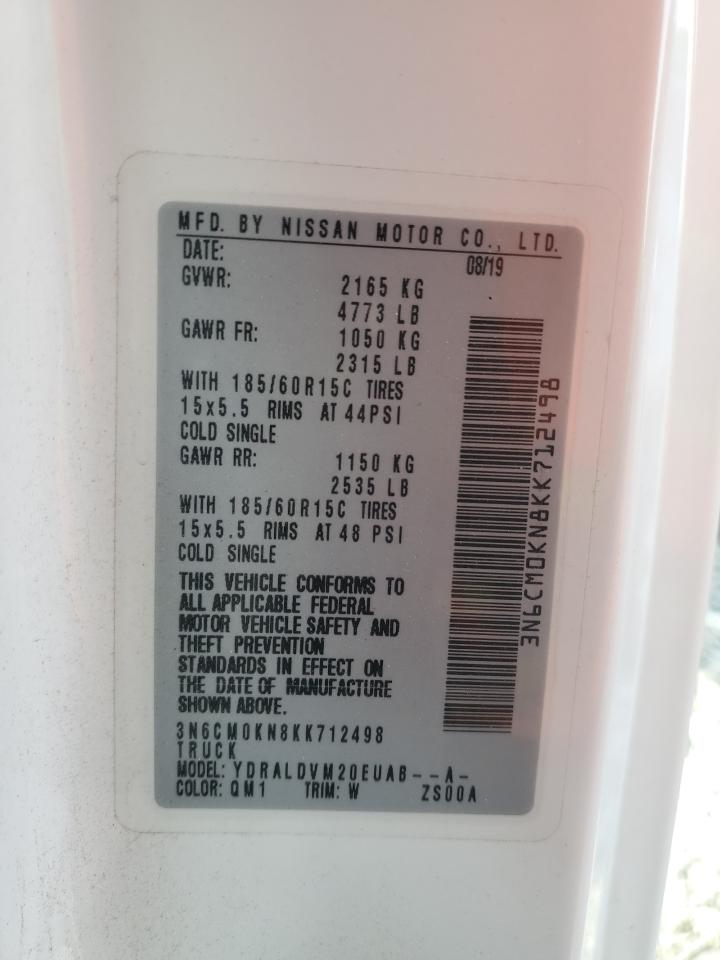 MFD. BY NISSAN MOTOR CO., LTD.
DATE: 08/19
GVWR: 2165 KG
4773 LB
GAWR FR: 1050 KG
2315 LB
WITH 185/60R15C TIRES
15x5.5 RIMS AT 44PSI
COLD SINGLE
GAWR RR: 1150 KG
2535 LB
WITH 185/60R15C TIRES
15x5.5 RIMS AT 48 PSI
COLD SINGLE
THIS VEHICLE CONFORMS TO
ALL APPLICABLE FEDERAL
MOTOR VEHICLE SAFETY AND
THEFT PREVENTION
STANDARDS IN EFFECT ON
THE DATE OF MANUFACTURE
SHOWN ABOVE.
3N6CM0KN8KK712498
TRUCK
MODEL: YDRALDVM20EUAB--A-
COLOR: QM1 TRIM: W ZS00A
3N6CM0KN8KK712498